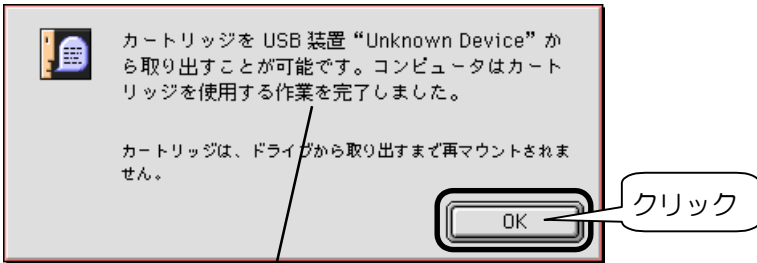 カートリッジを USB 装置“Unknown Device”か
ら取り出すことが可能です。コンピュータはカート
リッジを使用する作業を完了しました。
カートリッジは、ドライブから取り出すまで再マウントされま
せん。
OK
クリック